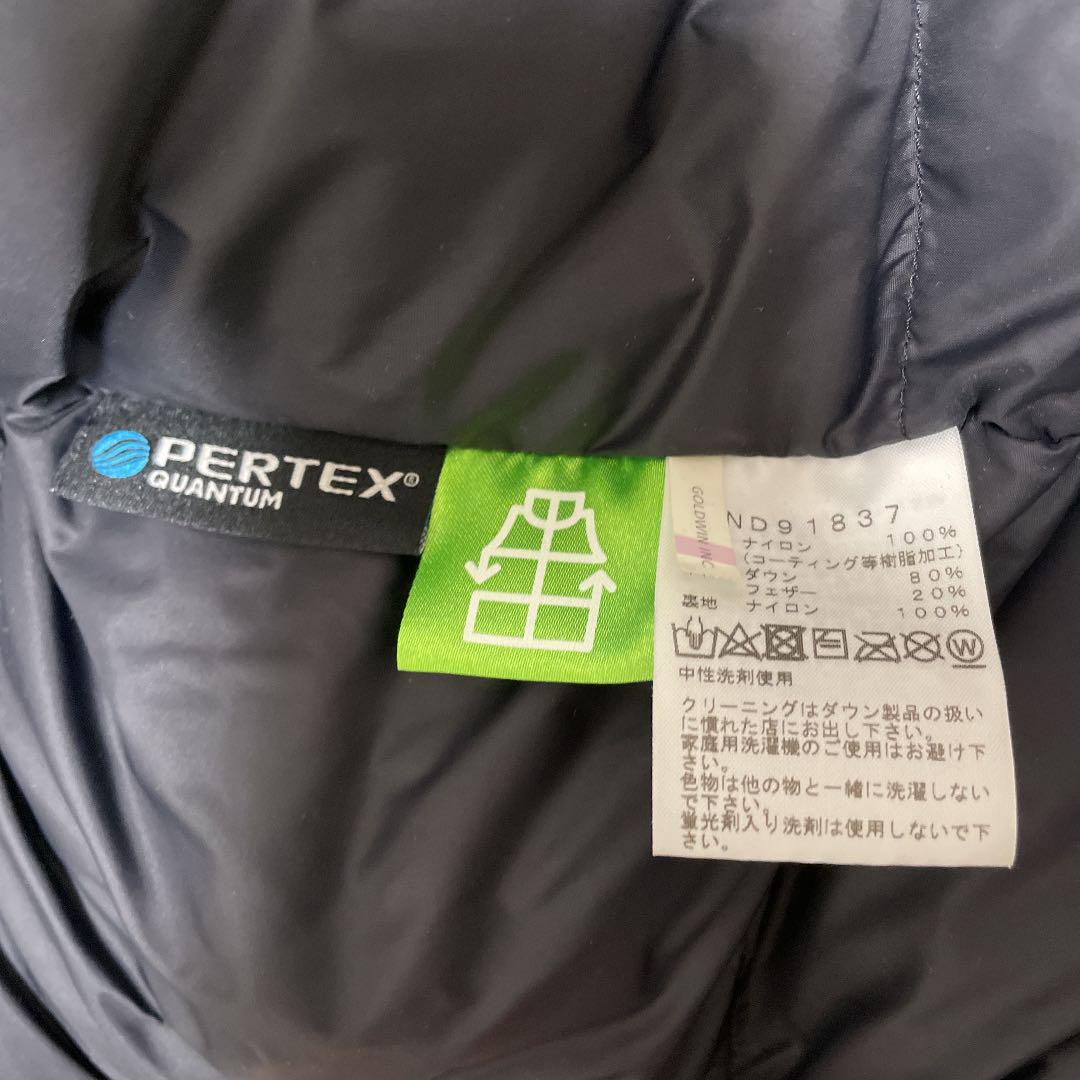 PERTEX®
QUANTUM
GOLDWIN INC
ND91837
ナイロン 100%
(コーティング等樹脂加工)
ダウン 80%
フェザー 20%
裏地 ナイロン 100%
W
中性洗剤使用
クリーニングはダウン製品の扱い
に慣れた店にお出し下さい。
家庭用洗濯機のご使用はお避け下
さい。
色物は他の物と一緒に洗濯しない
で下さい。
蛍光剤入り洗剤は使用しないで下
さい。